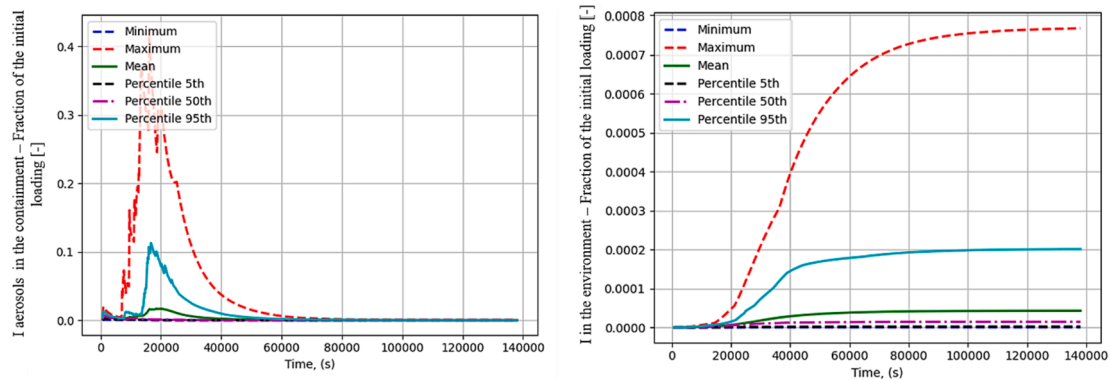 I aerosols in the containment – Fraction of the initial
loading [-]
0.4
0.3
0.2
0.1
0.0
Minimum
Maximum
Mean
Percentile 5th
Percentile 50th
Percentile 95th
0 20000 40000 60000 80000 100000 120000 140000
Time, (s)
I in the environment – Fraction of the initial loading [-]
0.0008
0.0007
0.0006
0.0005
0.0004
0.0003
0.0002
0.0001
0.0000
Minimum
Maximum
Mean
Percentile 5th
Percentile 50th
Percentile 95th
0 20000 40000 60000 80000 100000 120000 140000
Time, (s)